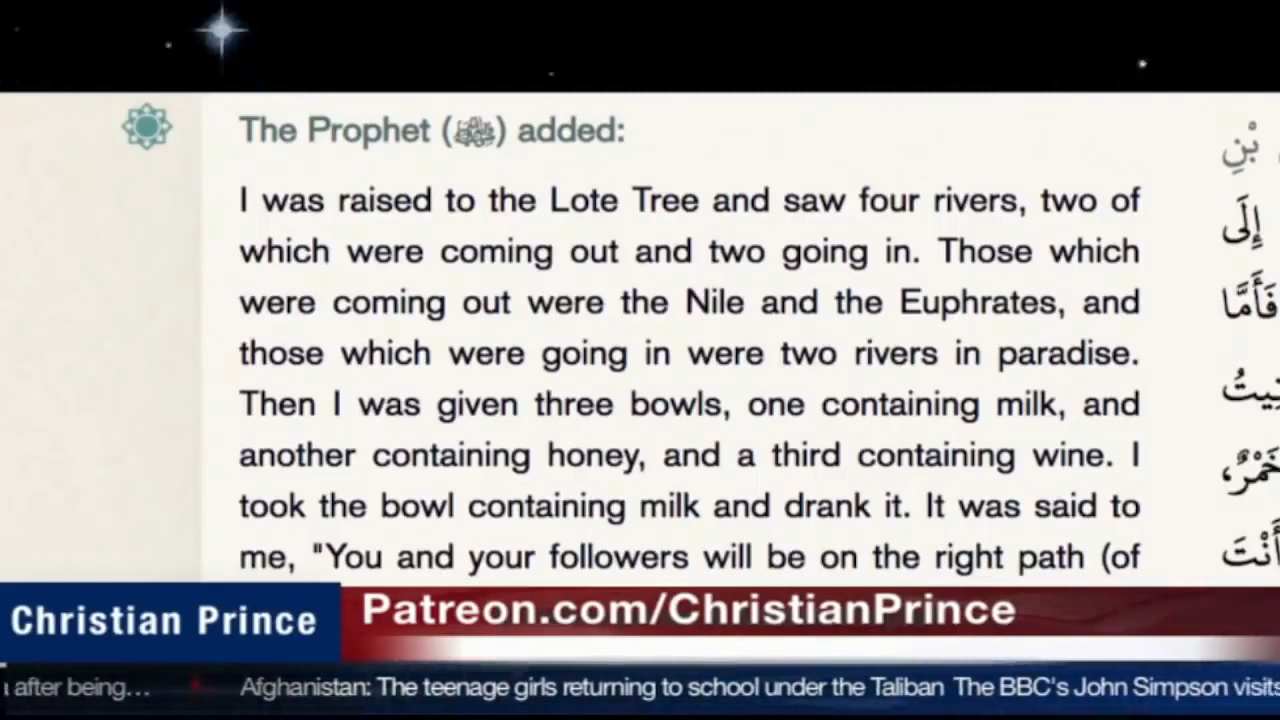 The Prophet (ﷺ) added:
I was raised to the Lote Tree and saw four rivers, two of
which were coming out and two going in. Those which
were coming out were the Nile and the Euphrates, and
those which were going in were two rivers in paradise.
Then I was given three bowls, one containing milk, and
another containing honey, and a third containing wine. I
took the bowl containing milk and drank it. It was said to
me, "You and your followers will be on the right path (of
بْنِ
إِلَى
فَأَمَّا
أَنْتَ
Christian Prince
Patreon.com/ChristianPrince
after being... Afghanistan: The teenage girls returning to school under the Taliban The BBC's John Simpson visits